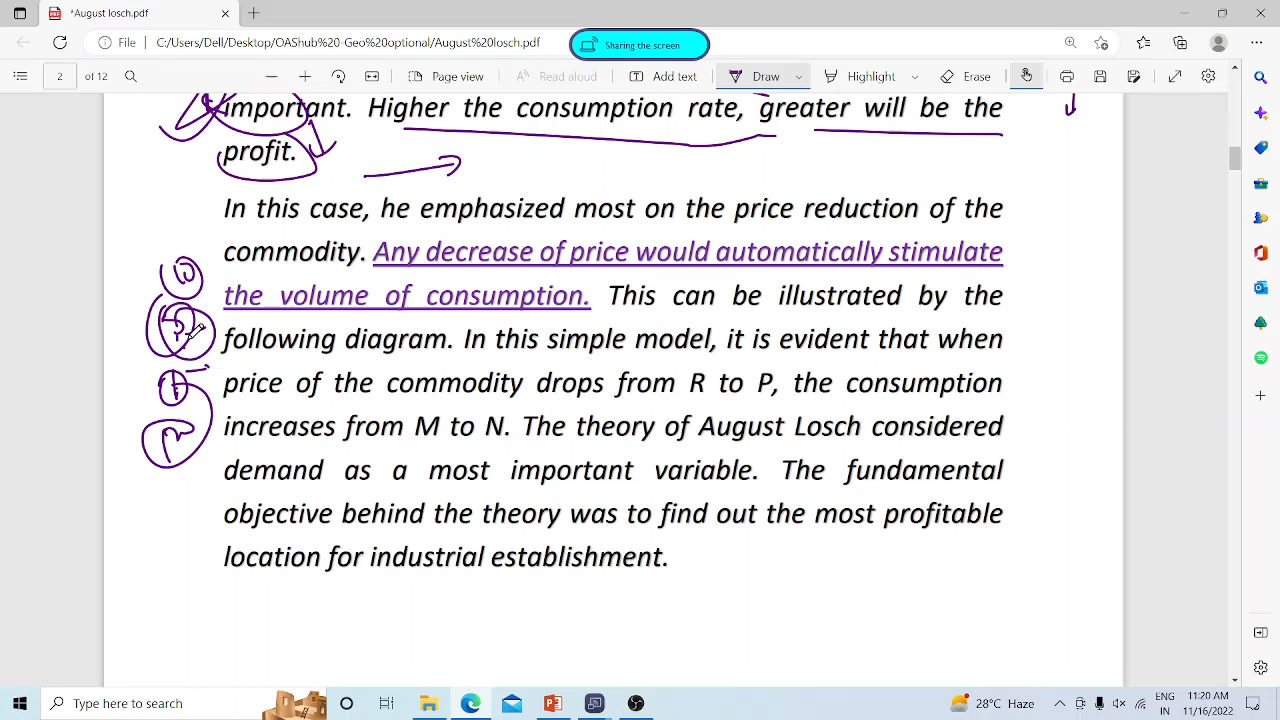 *August losch.pdf
File
C:/Users/Dell/Desktop/OAShub%20-%20Geo%20optional/August%20losch.pdf
Sharing the screen
2 of 12
Page view
Read aloud
Add text
Draw
Highlight
Erase
important. Higher the consumption rate, greater will be the
profit.
In this case, he emphasized most on the price reduction of the
commodity. Any decrease of price would automatically stimulate
the volume of consumption. This can be illustrated by the
following diagram. In this simple model, it is evident that when
price of the commodity drops from R to P, the consumption
increases from M to N. The theory of August Losch considered
demand as a most important variable. The fundamental
objective behind the theory was to find out the most profitable
location for industrial establishment.
Type here to search
28°C Haze
ENG
IN
11:20 AM
11/16/2022